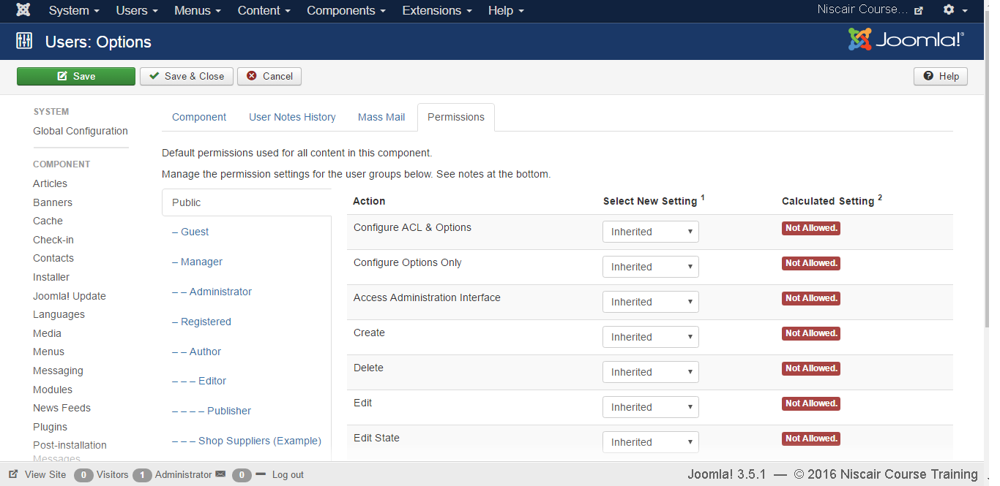 System Users Menus Content Components Extensions Help Niscair Course...
Users: Options Joomla!®
Save Save & Close Cancel Help
SYSTEM
Global Configuration
COMPONENT
Articles
Banners
Cache
Check-in
Contacts
Installer
Joomla! Update
Languages
Media
Menus
Messaging
Modules
News Feeds
Plugins
Post-installation
Messages
Component User Notes History Mass Mail Permissions
Default permissions used for all content in this component.
Manage the permission settings for the user groups below. See notes at the bottom.
Public
– Guest
– Manager
– – Administrator
– Registered
– – Author
– – – Editor
– – – – Publisher
– – – Shop Suppliers (Example)
Action Select New Setting 1 Calculated Setting 2
Configure ACL & Options Inherited Not Allowed.
Configure Options Only Inherited Not Allowed.
Access Administration Interface Inherited Not Allowed.
Create Inherited Not Allowed.
Delete Inherited Not Allowed.
Edit Inherited Not Allowed.
Edit State Inherited Not Allowed.
View Site 0 Visitors 1 Administrator 0 Log out Joomla! 3.5.1 — © 2016 Niscair Course Training